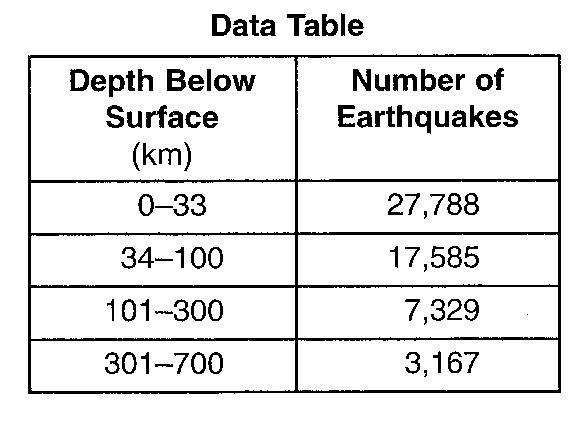 Data Table
Depth Below Number of
Surface Earthquakes
(km)
0–33 27,788
34–100 17,585
101–300 7,329
301–700 3,167